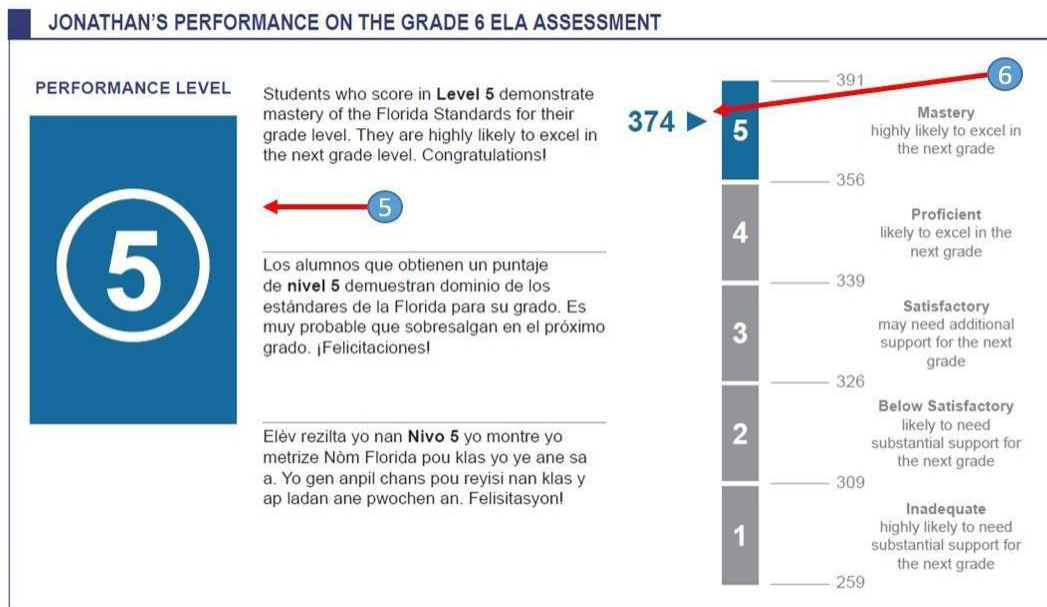 JONATHAN'S PERFORMANCE ON THE GRADE 6 ELA ASSESSMENT
PERFORMANCE LEVEL
5
Students who score in Level 5 demonstrate
mastery of the Florida Standards for their
grade level. They are highly likely to excel in
the next grade level. Congratulations!
5
Los alumnos que obtienen un puntaje
de nivel 5 demuestran dominio de los
estándares de la Florida para su grado. Es
muy probable que sobresalgan en el próximo
grado. ¡Felicitaciones!
Elèv rezilta yo nan Nivo 5 yo montre yo
metrize Nòm Florida pou klas yo ye ane sa
a. Yo gen anpil chans pou reyisi nan klas y
ap ladan ane pwochen an. Felisitasyon!
374
6
391
5
Mastery
highly likely to excel in
the next grade
356
4
Proficient
likely to excel in the
next grade
339
3
Satisfactory
may need additional
support for the next
grade
326
2
Below Satisfactory
likely to need
substantial support for
the next grade
309
1
Inadequate
highly likely to need
substantial support for
the next grade
259